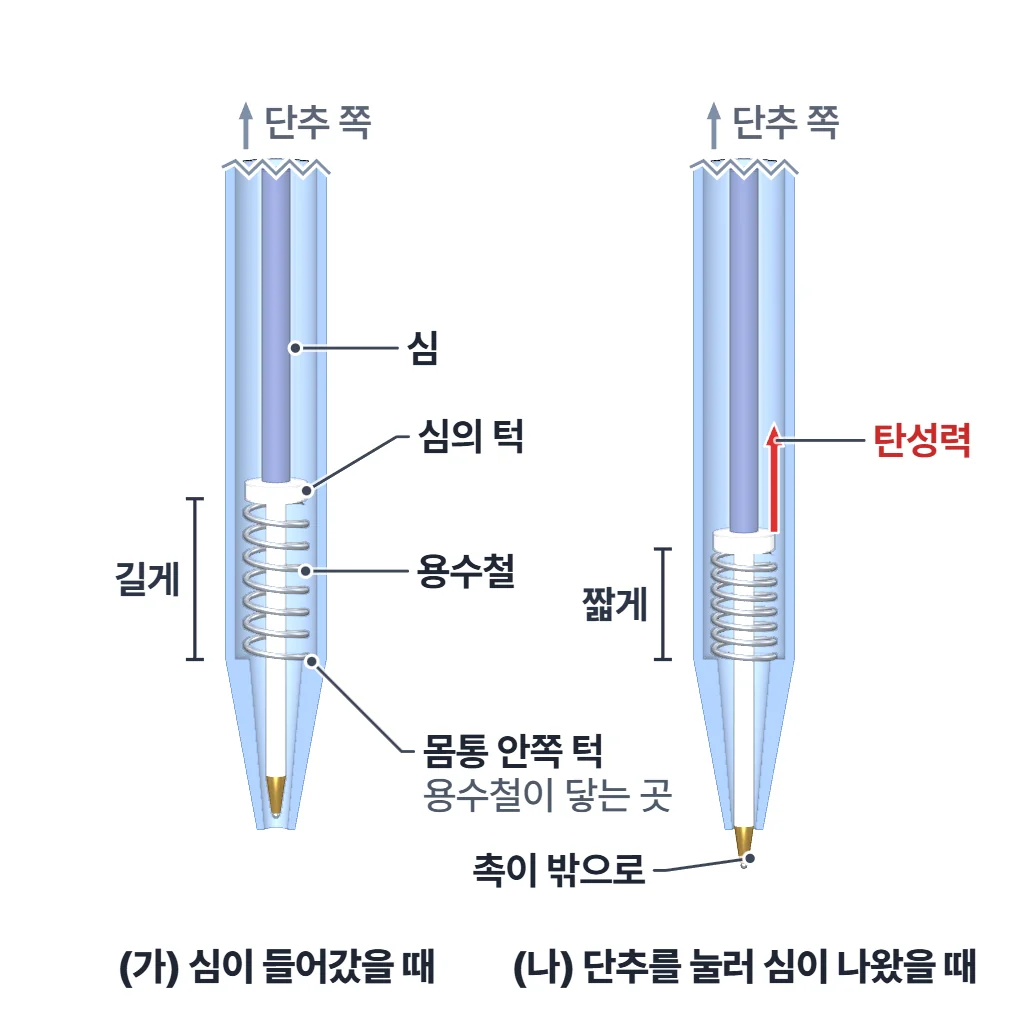 단추 쪽
단추 쪽
심
심의 턱
탄성력
용수철
길게
짧게
몸통 안쪽 턱
용수철이 닿는 곳
촉이 밖으로
(가) 심이 들어갔을 때
(나) 단추를 눌러 심이 나왔을 때